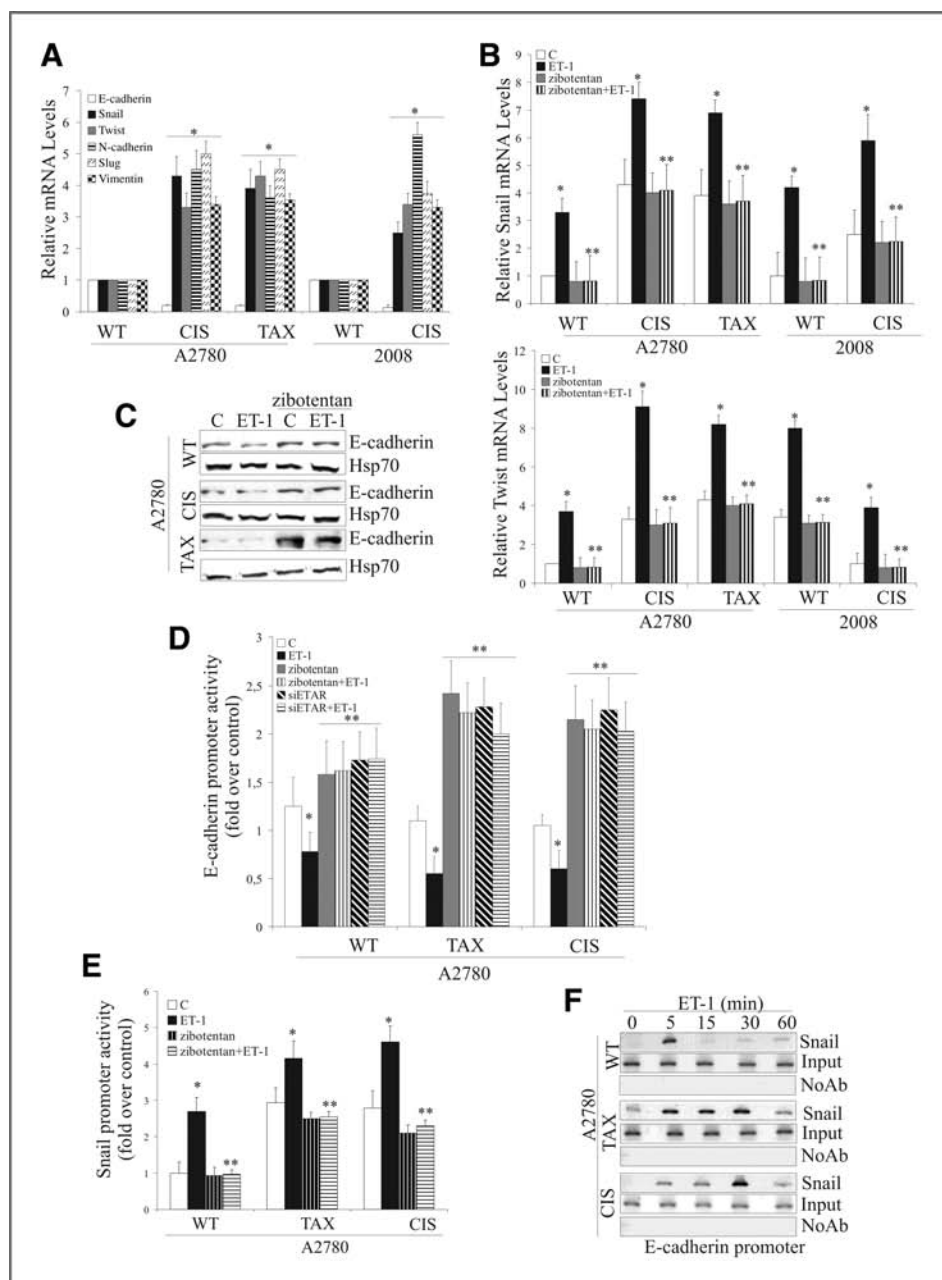 A
Relative mRNA Levels
7
6
5
4
3
2
1
0
E-cadherin
Snail
Twist
N-cadherin
Slug
Vimentin
*
*
*
WT CIS TAX WT CIS
A2780 2008
B
Relative Snail mRNA Levels
9
8
6
4
2
0
C
ET-1
zibotentan
zibotentan+ET-1
* * * * *
** ** ** ** **
WT CIS TAX WT CIS
A2780 2008
Relative Twist mRNA Levels
12
10
8
6
4
2
0
C
ET-1
zibotentan
zibotentan+ET-1
* * * * *
** ** ** ** **
WT CIS TAX WT CIS
A2780 2008
C
zibotentan
C ET-1 C ET-1
A2780
WT
E-cadherin
Hsp70
CIS
E-cadherin
Hsp70
TAX
E-cadherin
Hsp70
D
E-cadherin promoter activity
(fold over control)
3
2,5
2
1,5
1
0,5
0
C
ET-1
zibotentan
zibotentan+ET-1
siETAR
siETAR+ET-1
** ** **
* * *
WT TAX CIS
A2780
E
Snail promoter activity
(fold over control)
6
5
4
3
2
1
0
C
ET-1
zibotentan
zibotentan+ET-1
* * *
** ** **
WT TAX CIS
A2780
F
ET-1 (min)
0 5 15 30 60
A2780
WT
Snail
Input
NoAb
TAX
Snail
Input
NoAb
CIS
Snail
Input
NoAb
E-cadherin promoter